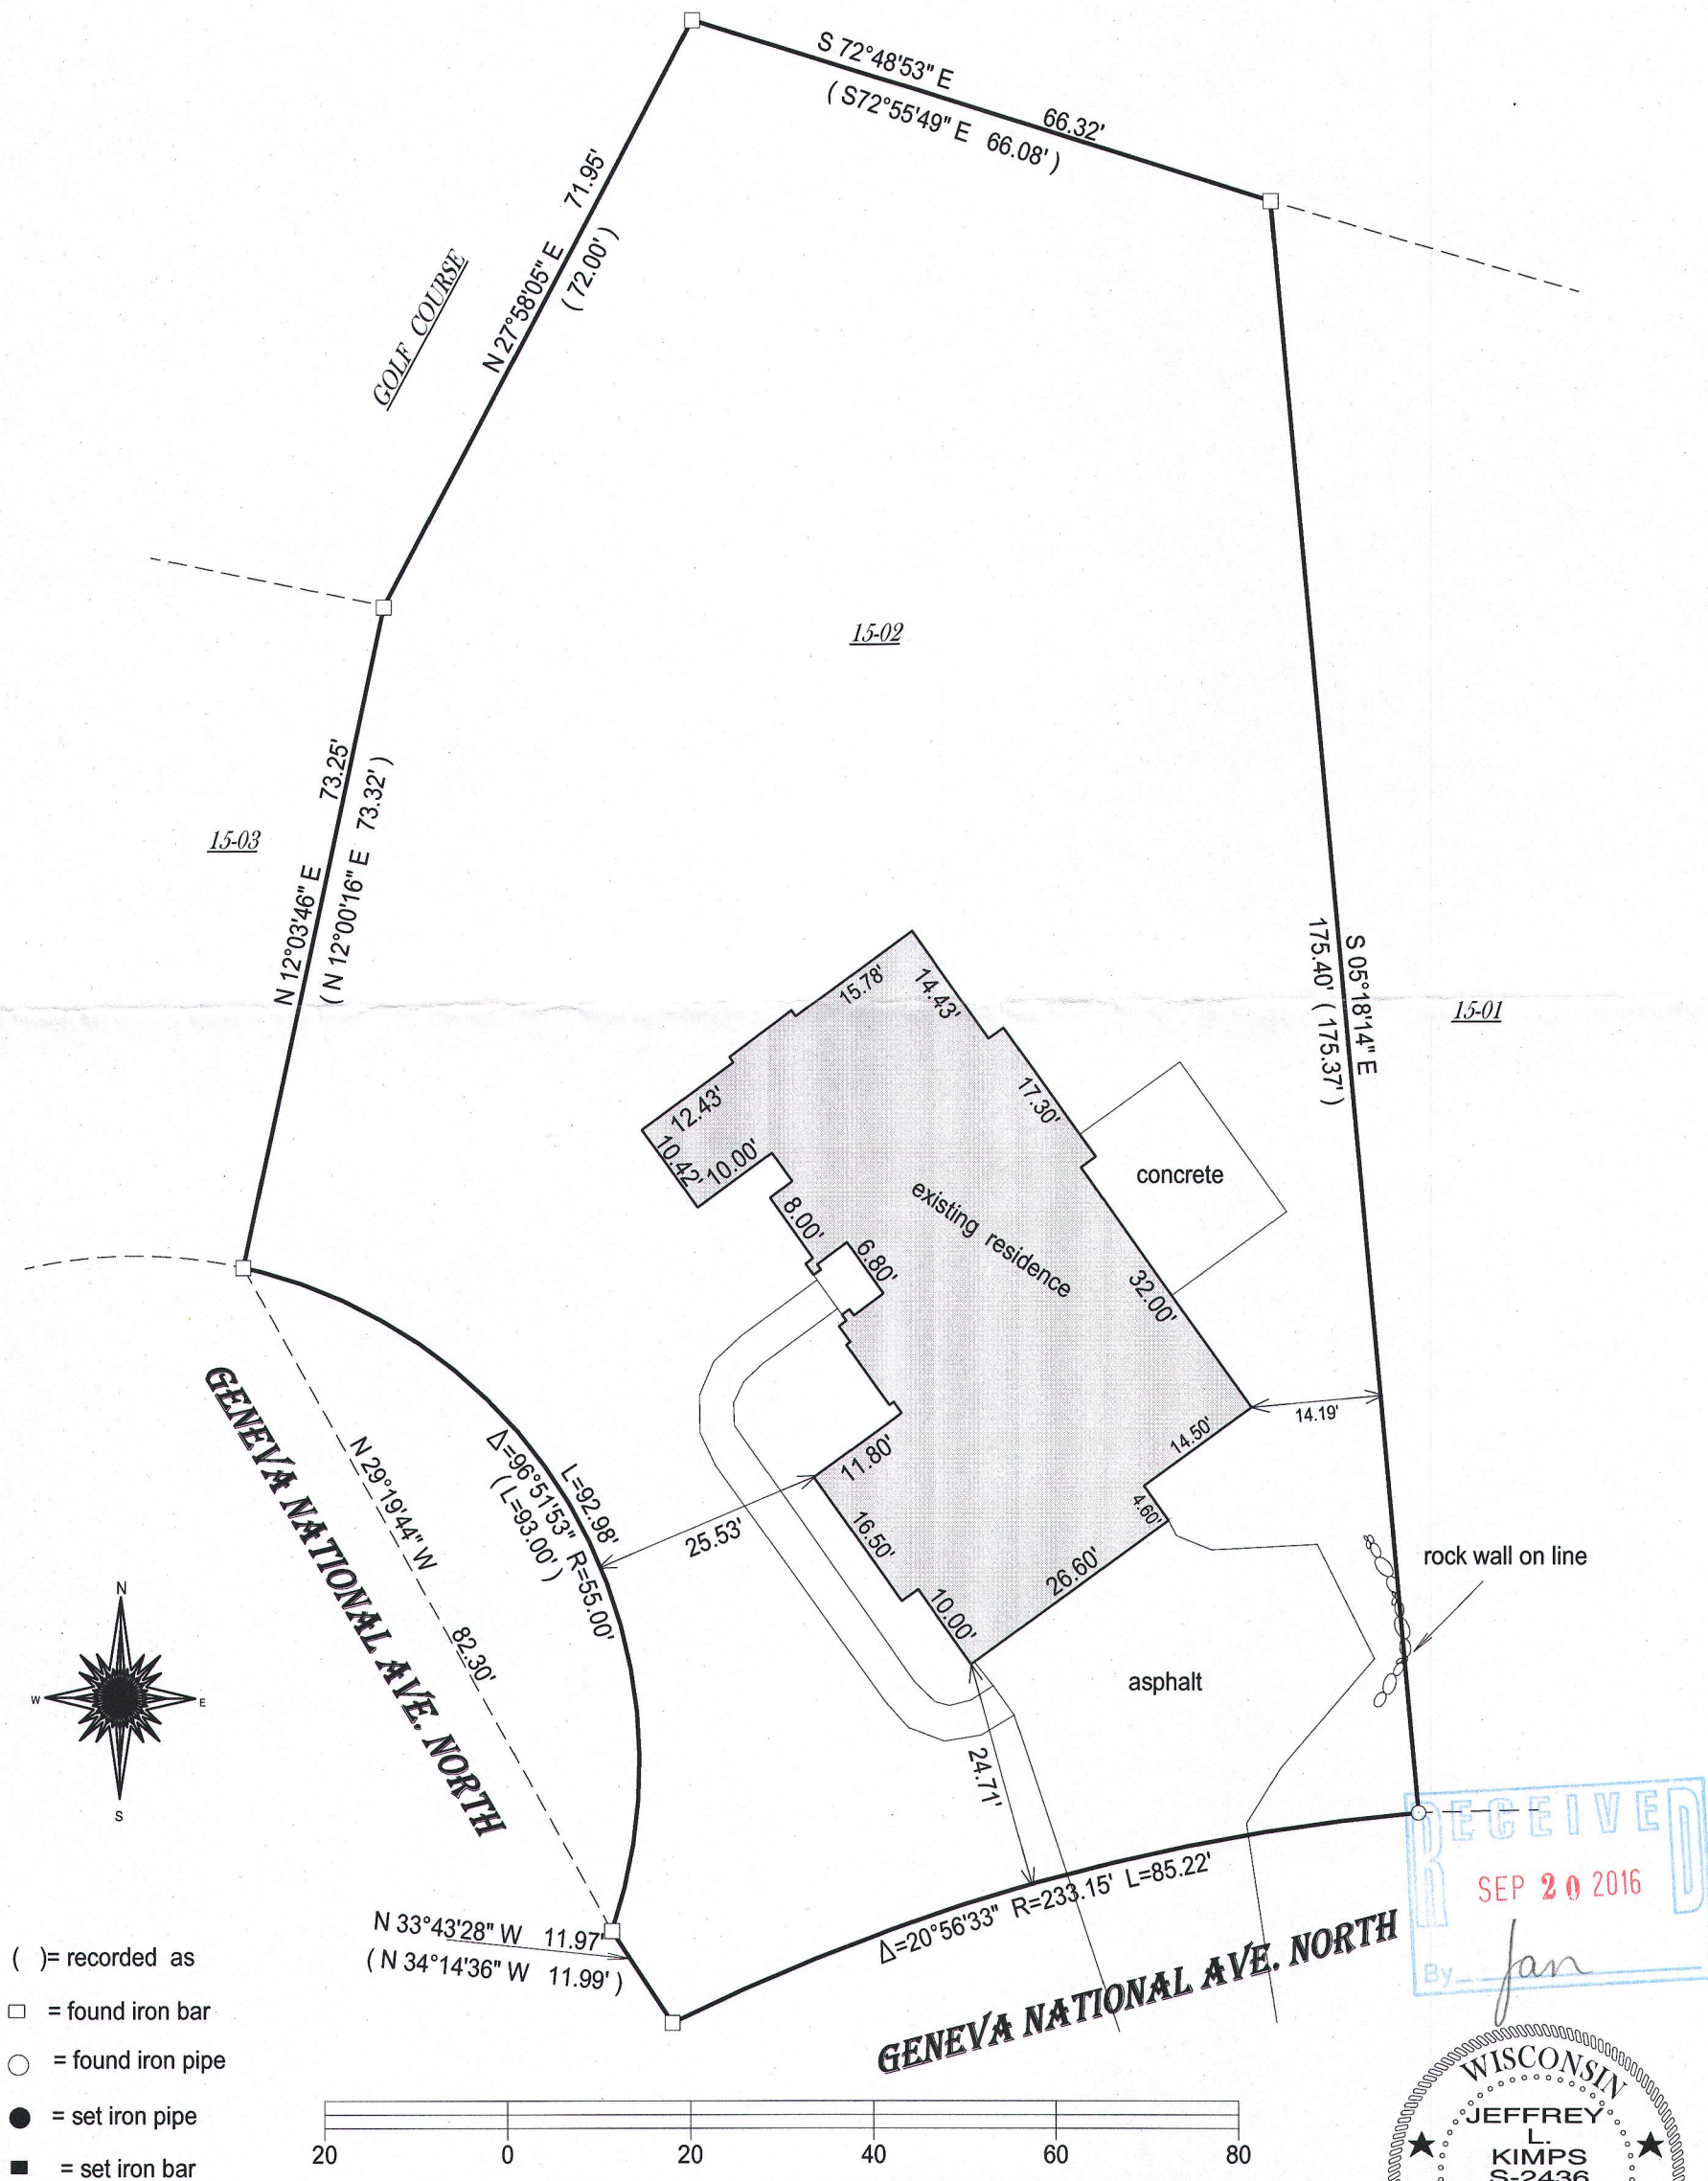 S 72°48'53" E
66.32'
( S72°55'49" E 66.08' )
71.95'
N 27°58'05" E
( 72.00' )
GOLF COURSE
15-02
73.25'
N 12°03'46" E
( N 12°00'16" E 73.32' )
15-03
S 05°18'14" E
175.40' ( 175.37' )
15-01
15.78'
14.43'
12.43'
10.42'
10.00'
17.30'
8.00'
6.80'
existing residence
concrete
32.00'
14.19'
14.50'
4.60'
11.80'
16.50'
10.00'
26.60'
25.53'
24.71'
rock wall on line
asphalt
L=92.98'
Δ=96°51'53" R=55.00'
( L=93.00' )
N 29°19'44" W
82.30'
GENEVA NATIONAL AVE. NORTH
N
W
E
S
N 33°43'28" W 11.97'
( N 34°14'36" W 11.99' )
Δ=20°56'33" R=233.15' L=85.22'
GENEVA NATIONAL AVE. NORTH
RECEIVED
SEP 20 2016
By Jan
( )= recorded as
= found iron bar
= found iron pipe
= set iron pipe
= set iron bar
20 0 20 40 60 80
WISCONSIN
JEFFREY
L.
KIMPS
S-2436